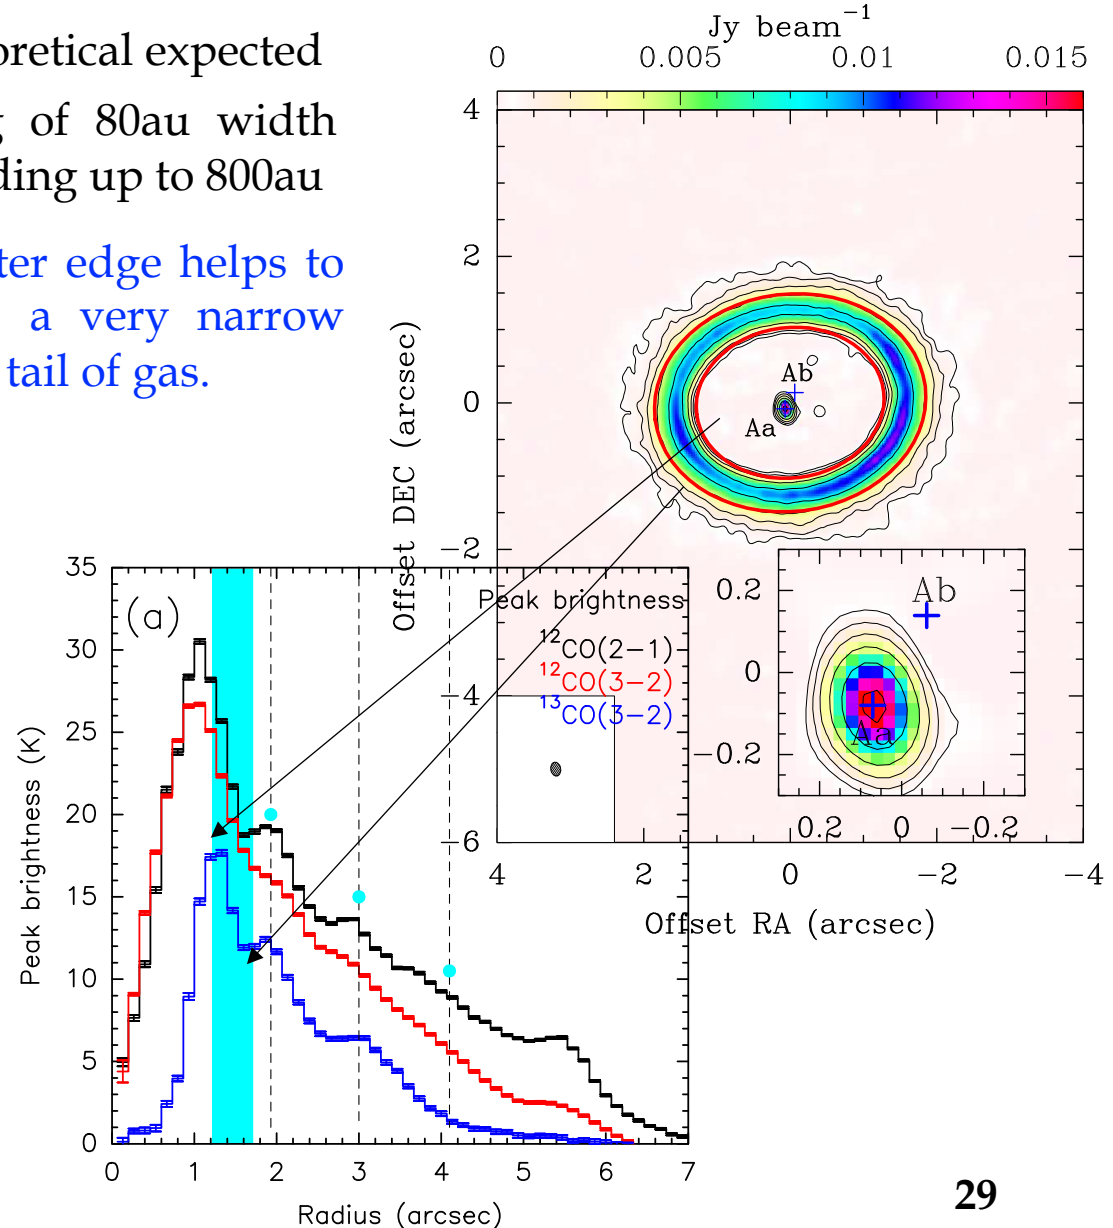 oretical expected
g of 80au width
ding up to 800au
ter edge helps to
a very narrow
tail of gas.
Jy beam−1
0 0.005 0.01 0.015
4
2
0
−2
−4
−6
Offset DEC (arcsec)
Ab
Aa
4 2 0 −2 −4
Offset RA (arcsec)
0.2
0
−0.2
Ab
Aa
0.2 0 −0.2
(a)
Peak brightness
12CO(2−1)
12CO(3−2)
13CO(3−2)
35
30
25
20
15
10
5
0
Peak brightness (K)
0 1 2 3 4 5 6 7
Radius (arcsec)
29